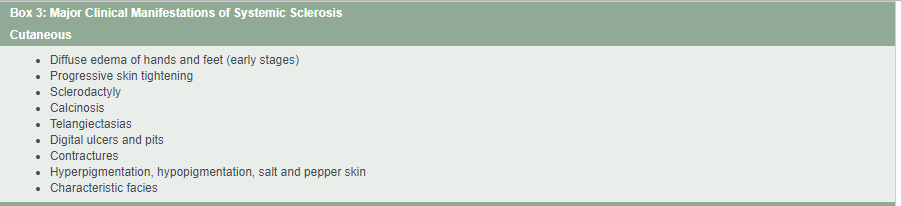 Box 3: Major Clinical Manifestations of Systemic Sclerosis
Cutaneous
• Diffuse edema of hands and feet (early stages)
• Progressive skin tightening
• Sclerodactyly
• Calcinosis
• Telangiectasias
• Digital ulcers and pits
• Contractures
• Hyperpigmentation, hypopigmentation, salt and pepper skin
• Characteristic facies